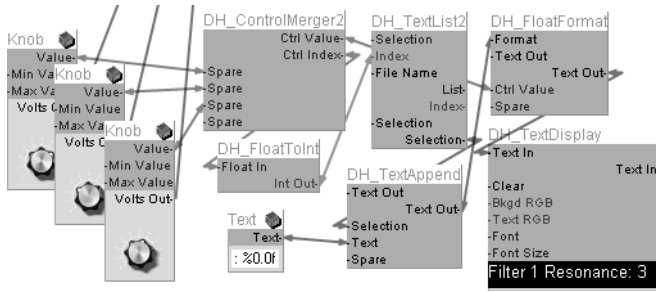 Knob
Value
-Min Va
-Max Va
Volts
Knob
Value-
-Min Value
-Max Va
Volts
Knob
Value-
-Min Value
-Max Value
Volts Out
DH_ControlMerger2
Ctrl Value-
Ctrl Index-
-Spare
-Spare
-Spare
-Spare
DH_FloatToInt
-Float In
Int Out-
Text
Text-
: %0.0f
DH_TextList2
-Selection
-Index
-File Name
List-
Index-
-Selection
Selection-
DH_TextAppend
-Text Out
Text Out-
-Selection
-Text
-Spare
DH_FloatFormat
-Format
-Text Out
Text Out-
-Ctrl Value
-Spare
DH_TextDisplay
-Text In
Text In
-Clear
-Bkgd RGB
-Text RGB
-Font
-Font Size
Filter 1 Resonance: 3